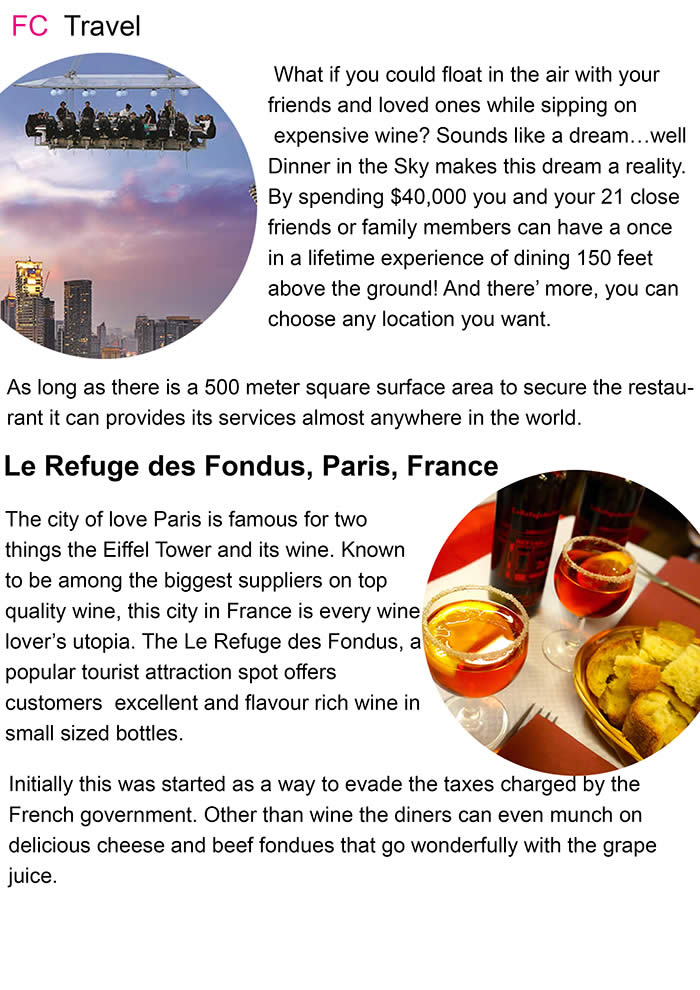 FC Travel
What if you could float in the air with your
friends and loved ones while sipping on
expensive wine? Sounds like a dream…well
Dinner in the Sky makes this dream a reality.
By spending $40,000 you and your 21 close
friends or family members can have a once
in a lifetime experience of dining 150 feet
above the ground! And there’ more, you can
choose any location you want.
As long as there is a 500 meter square surface area to secure the restau-
rant it can provides its services almost anywhere in the world.
Le Refuge des Fondus, Paris, France
The city of love Paris is famous for two
things the Eiffel Tower and its wine. Known
to be among the biggest suppliers on top
quality wine, this city in France is every wine
lover’s utopia. The Le Refuge des Fondus, a
popular tourist attraction spot offers
customers excellent and flavour rich wine in
small sized bottles.
Initially this was started as a way to evade the taxes charged by the
French government. Other than wine the diners can even munch on
delicious cheese and beef fondues that go wonderfully with the grape
juice.